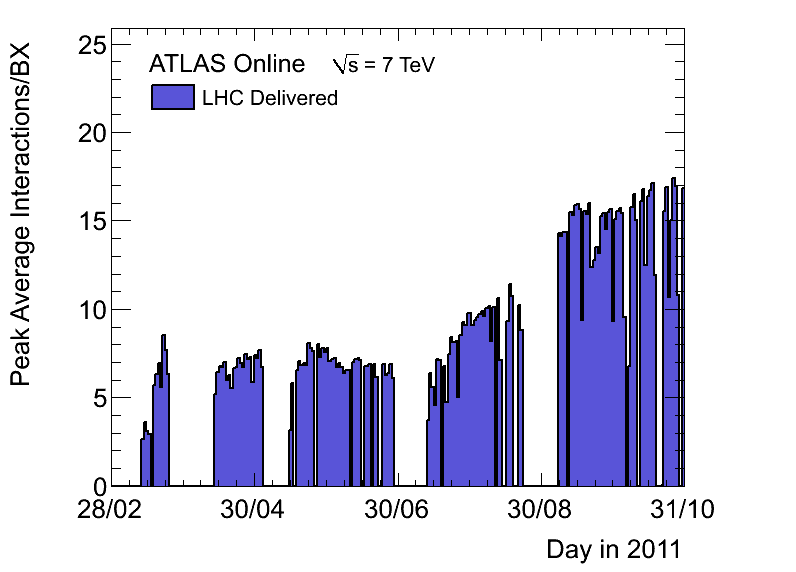 Peak Average Interactions/BX
25
20
15
10
5
0
ATLAS Online √s = 7 TeV
LHC Delivered
28/02 30/04 30/06 30/08 31/10
Day in 2011